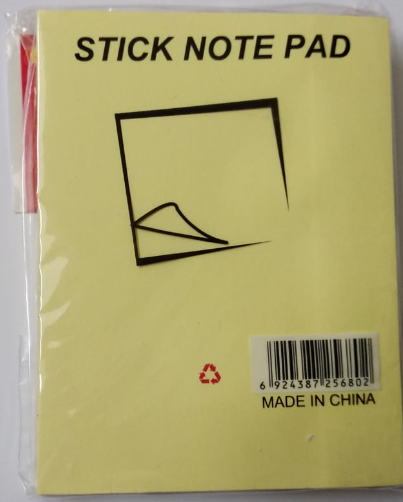 STICK NOTE PAD
6 924387 256802
MADE IN CHINA